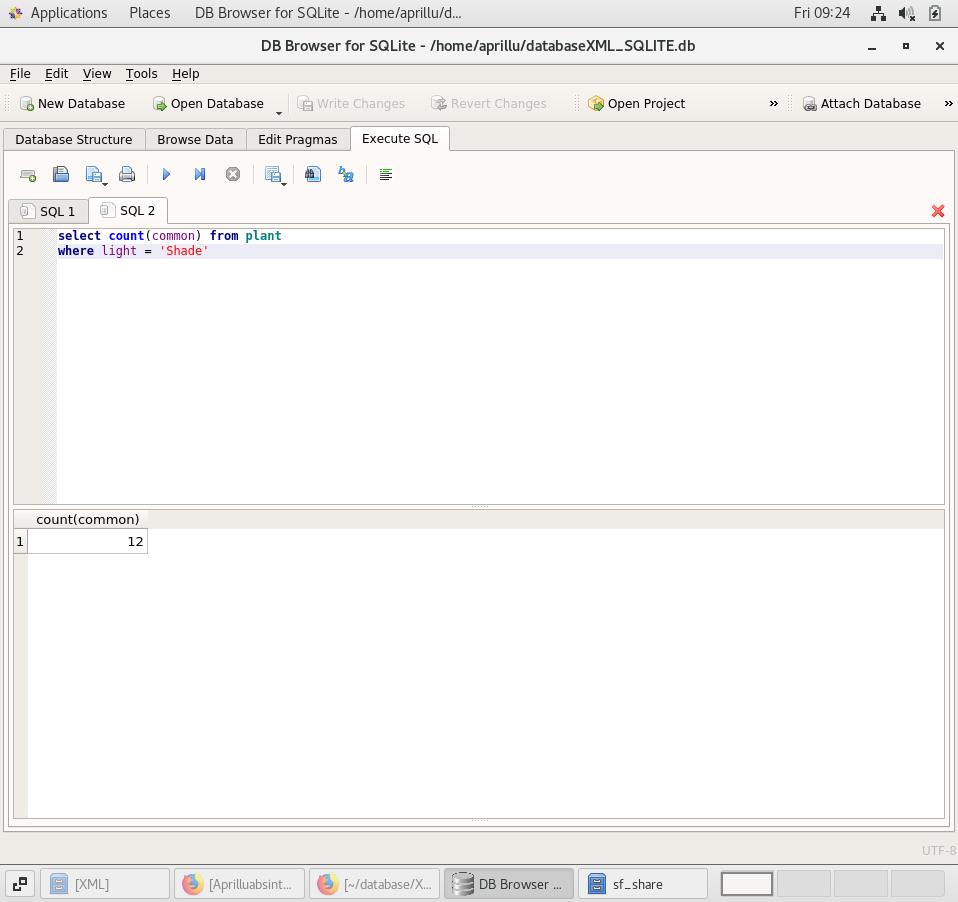 Applications Places DB Browser for SQLite - /home/aprillu/d... Fri 09:24
DB Browser for SQLite - /home/aprillu/databaseXML_SQLITE.db
File Edit View Tools Help
New Database Open Database Write Changes Revert Changes Open Project » Attach Database »
Database Structure Browse Data Edit Pragmas Execute SQL
SQL 1 SQL 2
1 select count(common) from plant
2 where light = 'Shade'
count(common)
1 12
UTF-8
[XML] [Aprilluabsint... [~/database/X... DB Browser ... sf_share